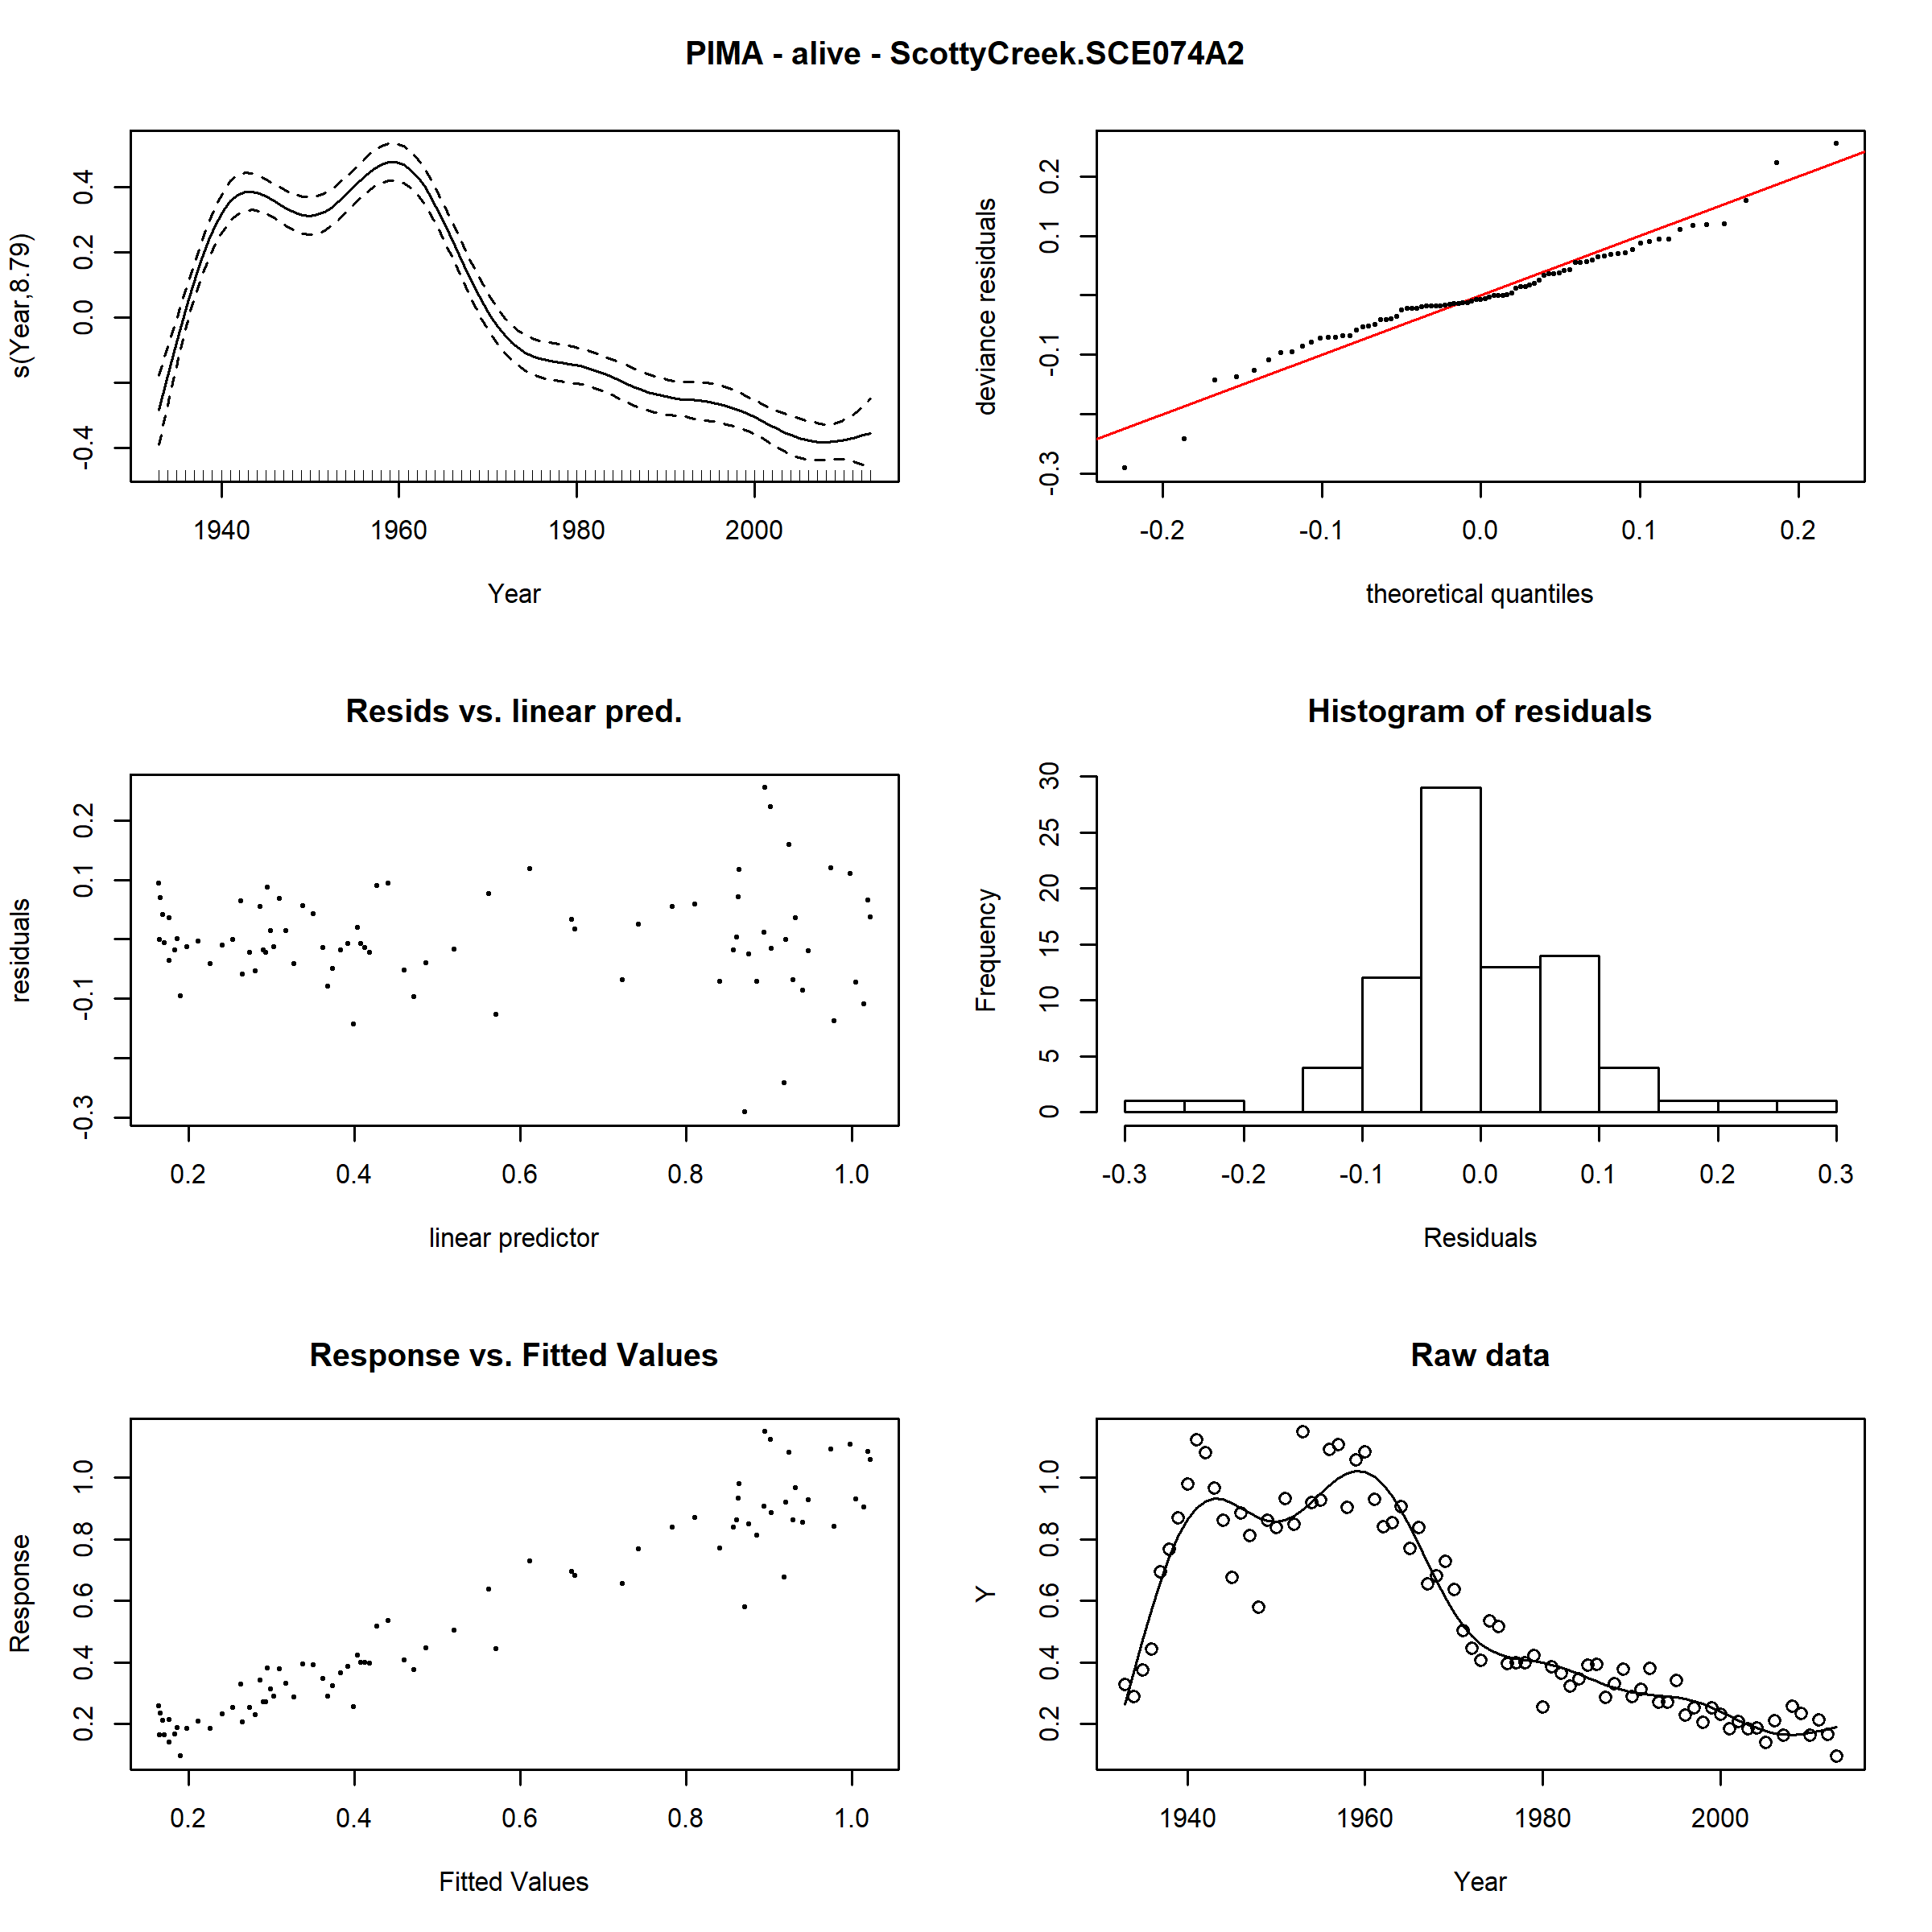 PIMA - alive - ScottyCreek.SCE074A2
s(Year,8.79)
0.4
0.2
0.0
-0.4
1940 1960 1980 2000
Year
deviance residuals
0.2
0.1
-0.1
-0.3
-0.2 -0.1 0.0 0.1 0.2
theoretical quantiles
Resids vs. linear pred.
residuals
0.2
0.1
-0.1
-0.3
0.2 0.4 0.6 0.8 1.0
linear predictor
Histogram of residuals
Frequency
30
25
20
15
10
5
0
-0.3 -0.2 -0.1 0.0 0.1 0.2 0.3
Residuals
Response vs. Fitted Values
Response
1.0
0.8
0.6
0.4
0.2
0.2 0.4 0.6 0.8 1.0
Fitted Values
Raw data
Y
1.0
0.8
0.6
0.4
0.2
1940 1960 1980 2000
Year